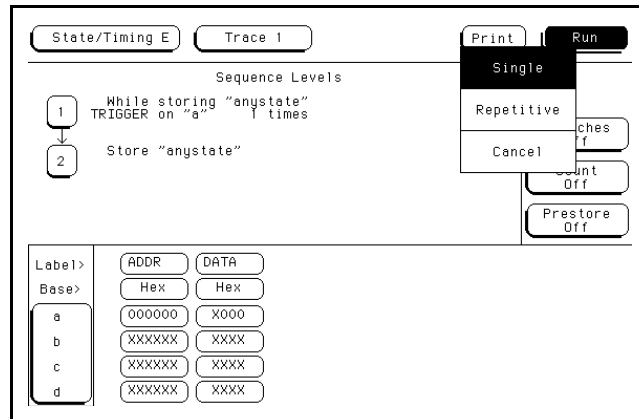 State/Timing E Trace 1 Print Run
Sequence Levels
Single
Repetitive
Cancel
1 While storing "anystate"
TRIGGER on "a" 1 times
2 Store "anystate"
Off
Prestore
Off
Label> ADDR DATA
Base> Hex Hex
a 000000 X000
b XXXXXX XXXX
c XXXXXX XXXX
d XXXXXX XXXX